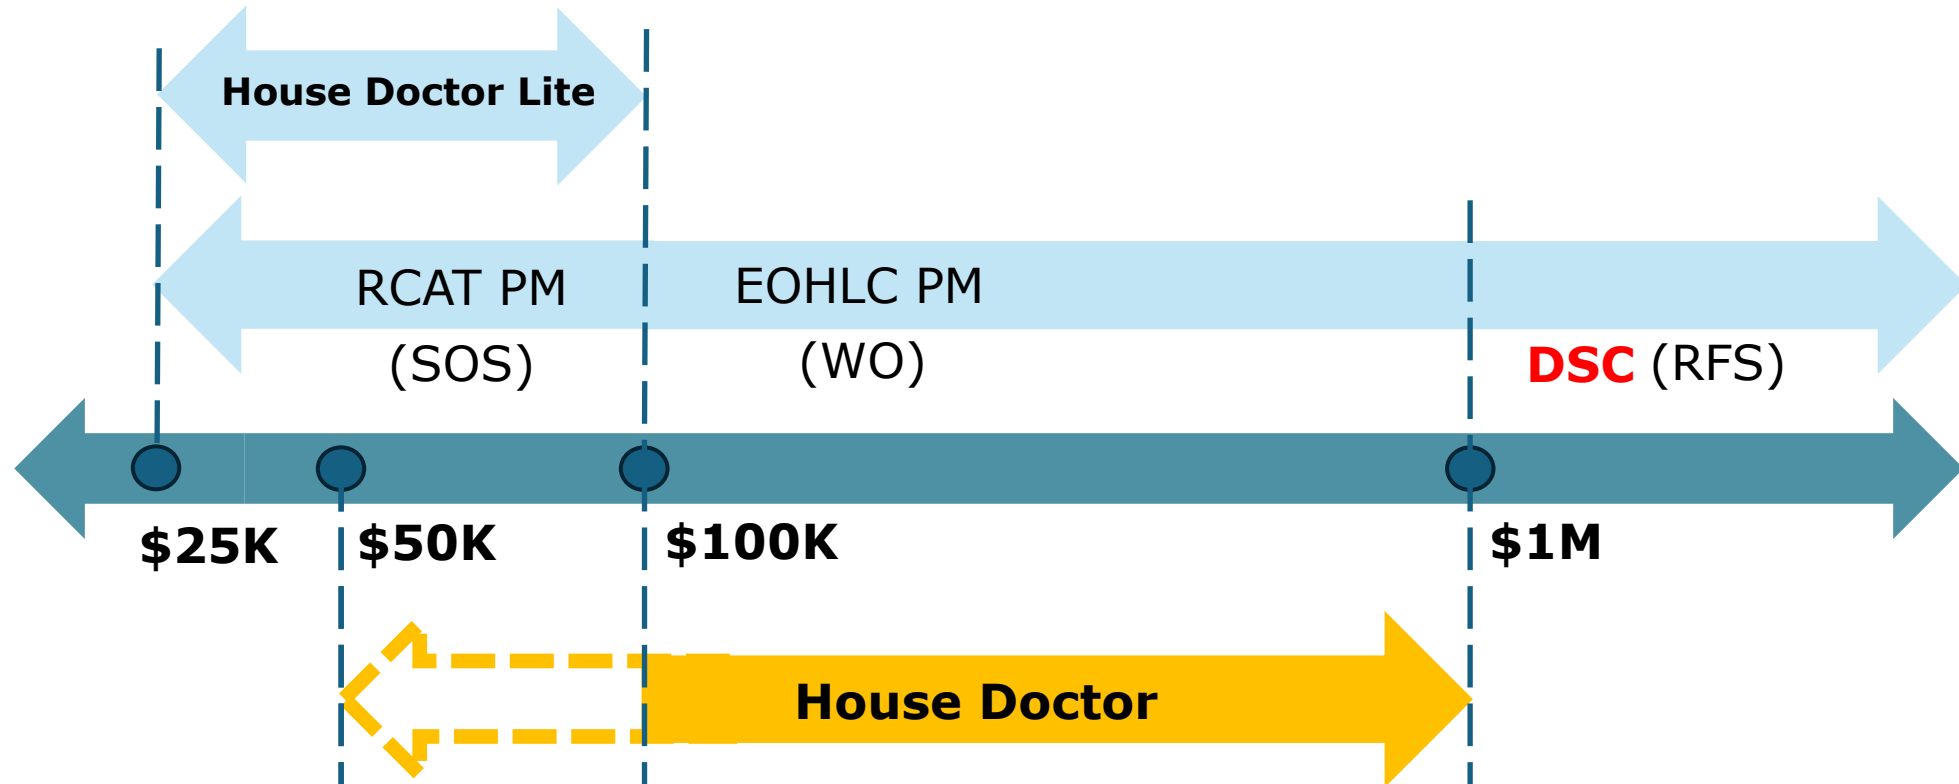 House Doctor Lite
RCAT PM
(SOS)
EOHLC PM
(WO)
DSC (RFS)
$25K
$50K
$100K
$1M
House Doctor